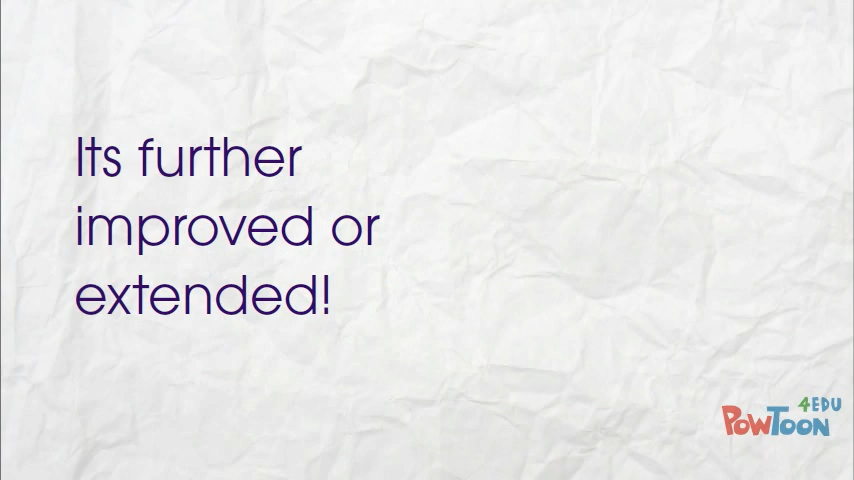 Its further
improved or
extended!
4EDU
POWTOON